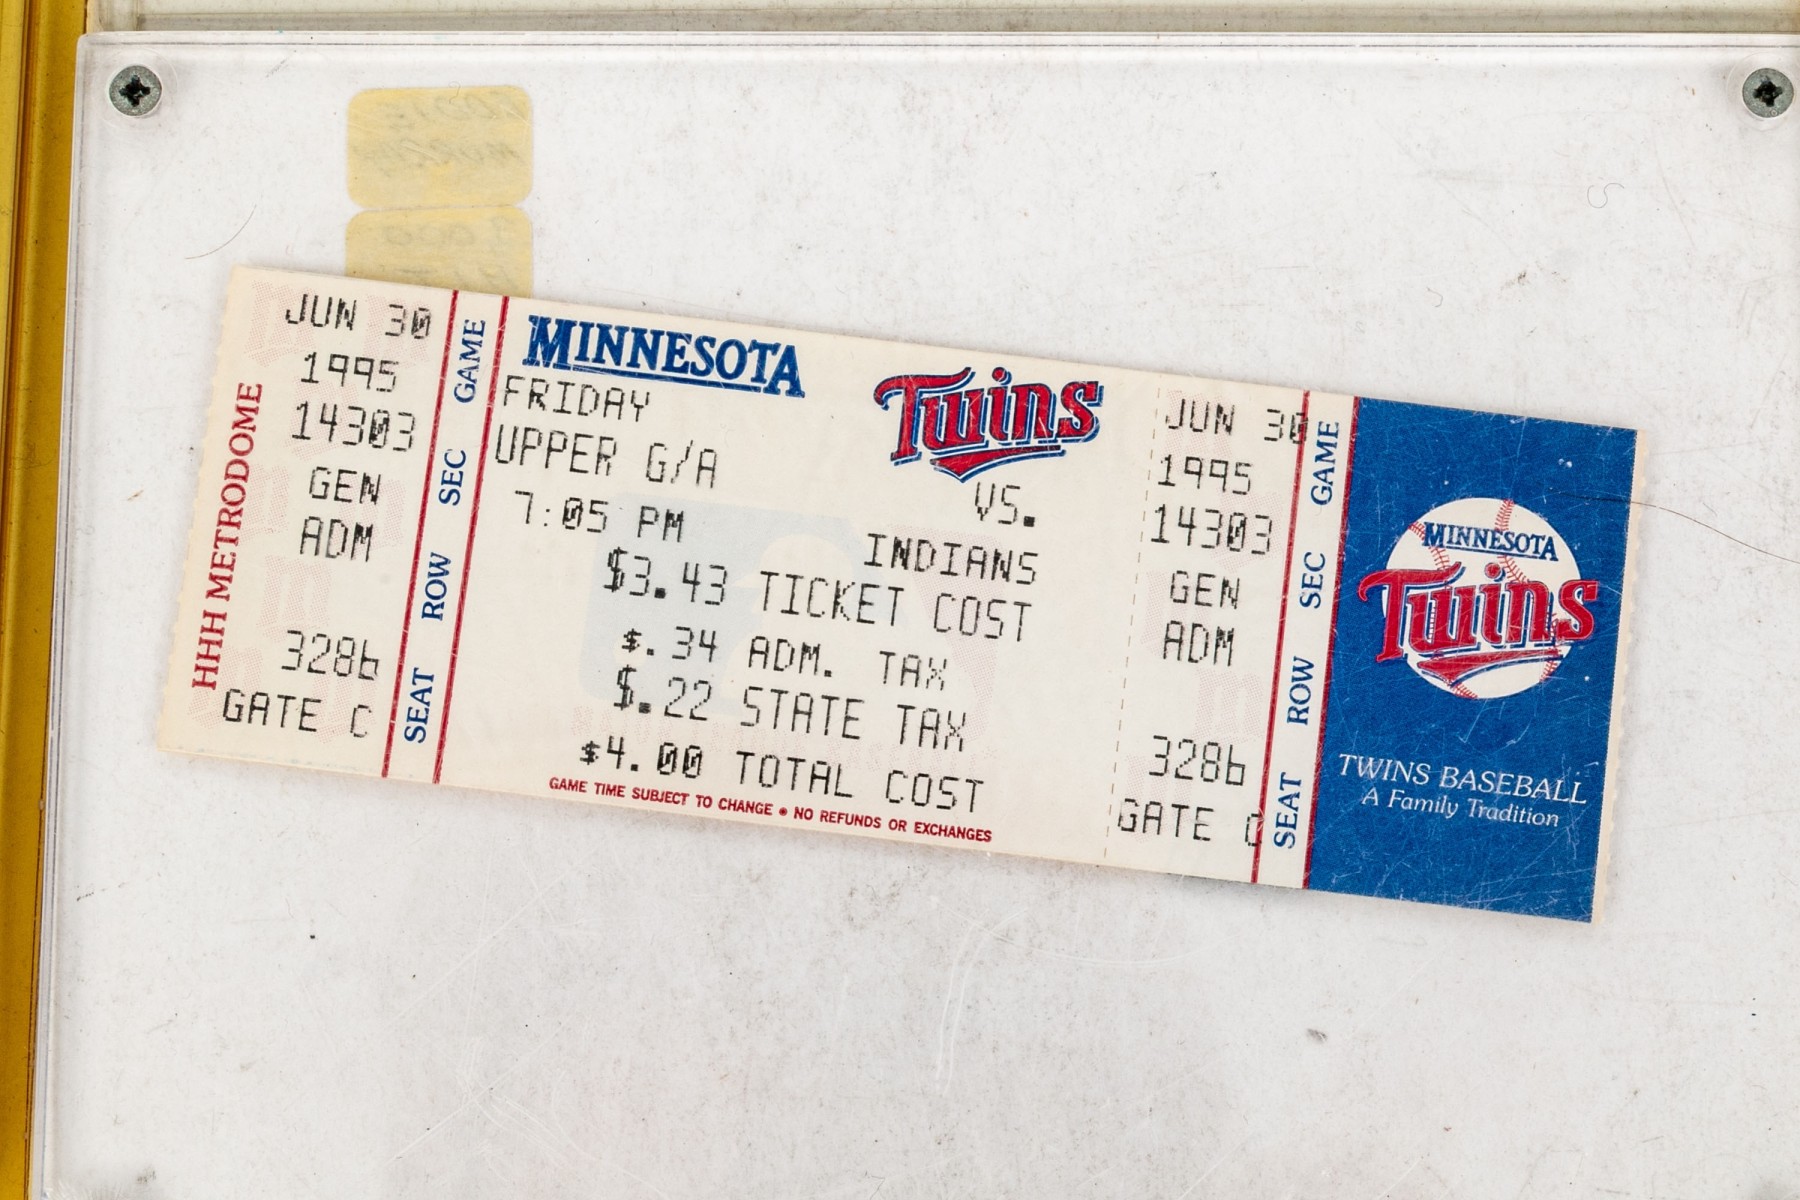 HHH METRODOME
JUN 30
1995
14303
GEN
ADM
3286
GATE C
GAME
SEC
ROW
SEAT
MINNESOTA
Twins
FRIDAY
UPPER G/A
7:05 PM
VS.
INDIANS
$3.43 TICKET COST
$.34 ADM. TAX
$.22 STATE TAX
$4.00 TOTAL COST
GAME TIME SUBJECT TO CHANGE • NO REFUNDS OR EXCHANGES
JUN 30
1995
14303
GEN
ADM
3286
GATE C
GAME
SEC
ROW
SEAT
MINNESOTA
Twins
TWINS BASEBALL
A Family Tradition